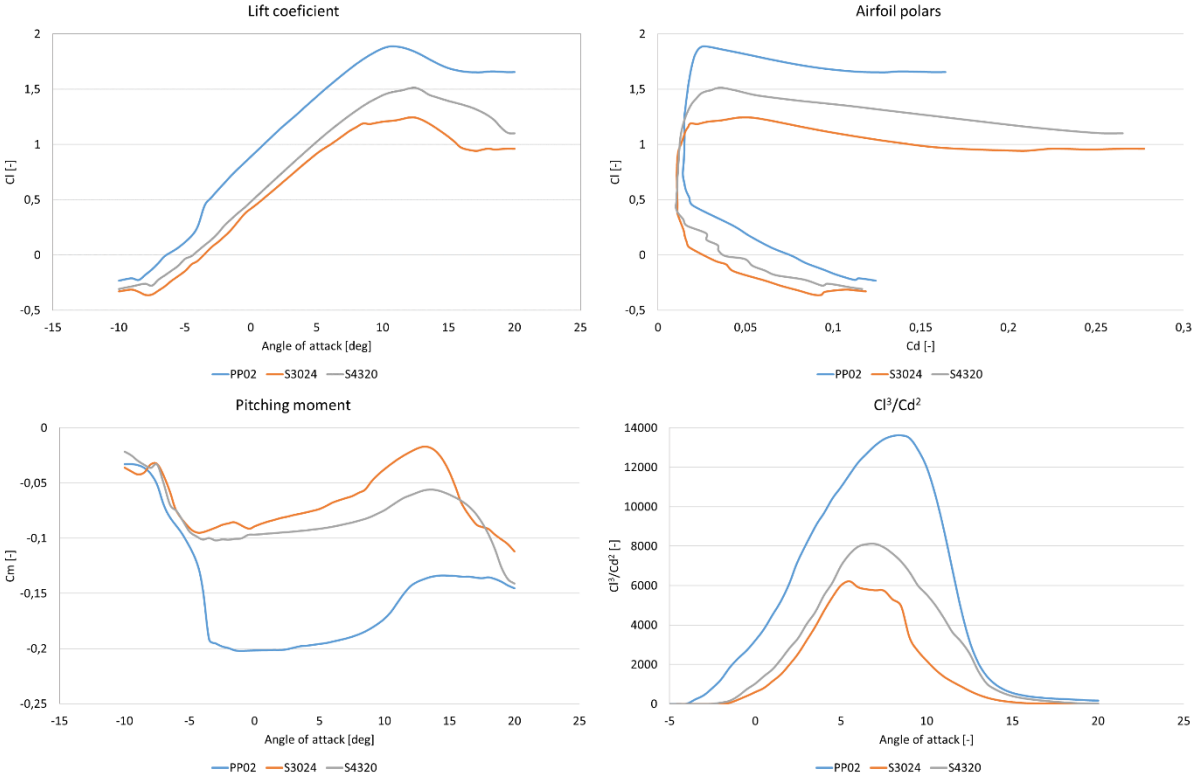 Lift coeficient
2
1,5
1
0,5
0
-0,5
Cl [-]
-15 -10 -5 0 5 10 15 20 25
Angle of attack [deg]
PP02 S3024 S4320
Airfoil polars
2
1,5
1
0,5
0
-0,5
Cl [-]
0 0,05 0,1 0,15 0,2 0,25 0,3
Cd [-]
PP02 S3024 S4320
Pitching moment
0
-0,05
-0,1
-0,15
-0,2
-0,25
Cm [-]
-15 -10 -5 0 5 10 15 20 25
Angle of attack [deg]
PP02 S3024 S4320
Cl³/Cd²
14000
12000
10000
8000
6000
4000
2000
0
Cl³/Cd² [-]
-5 0 5 10 15 20 25
Angle of attack [-]
PP02 S3024 S4320